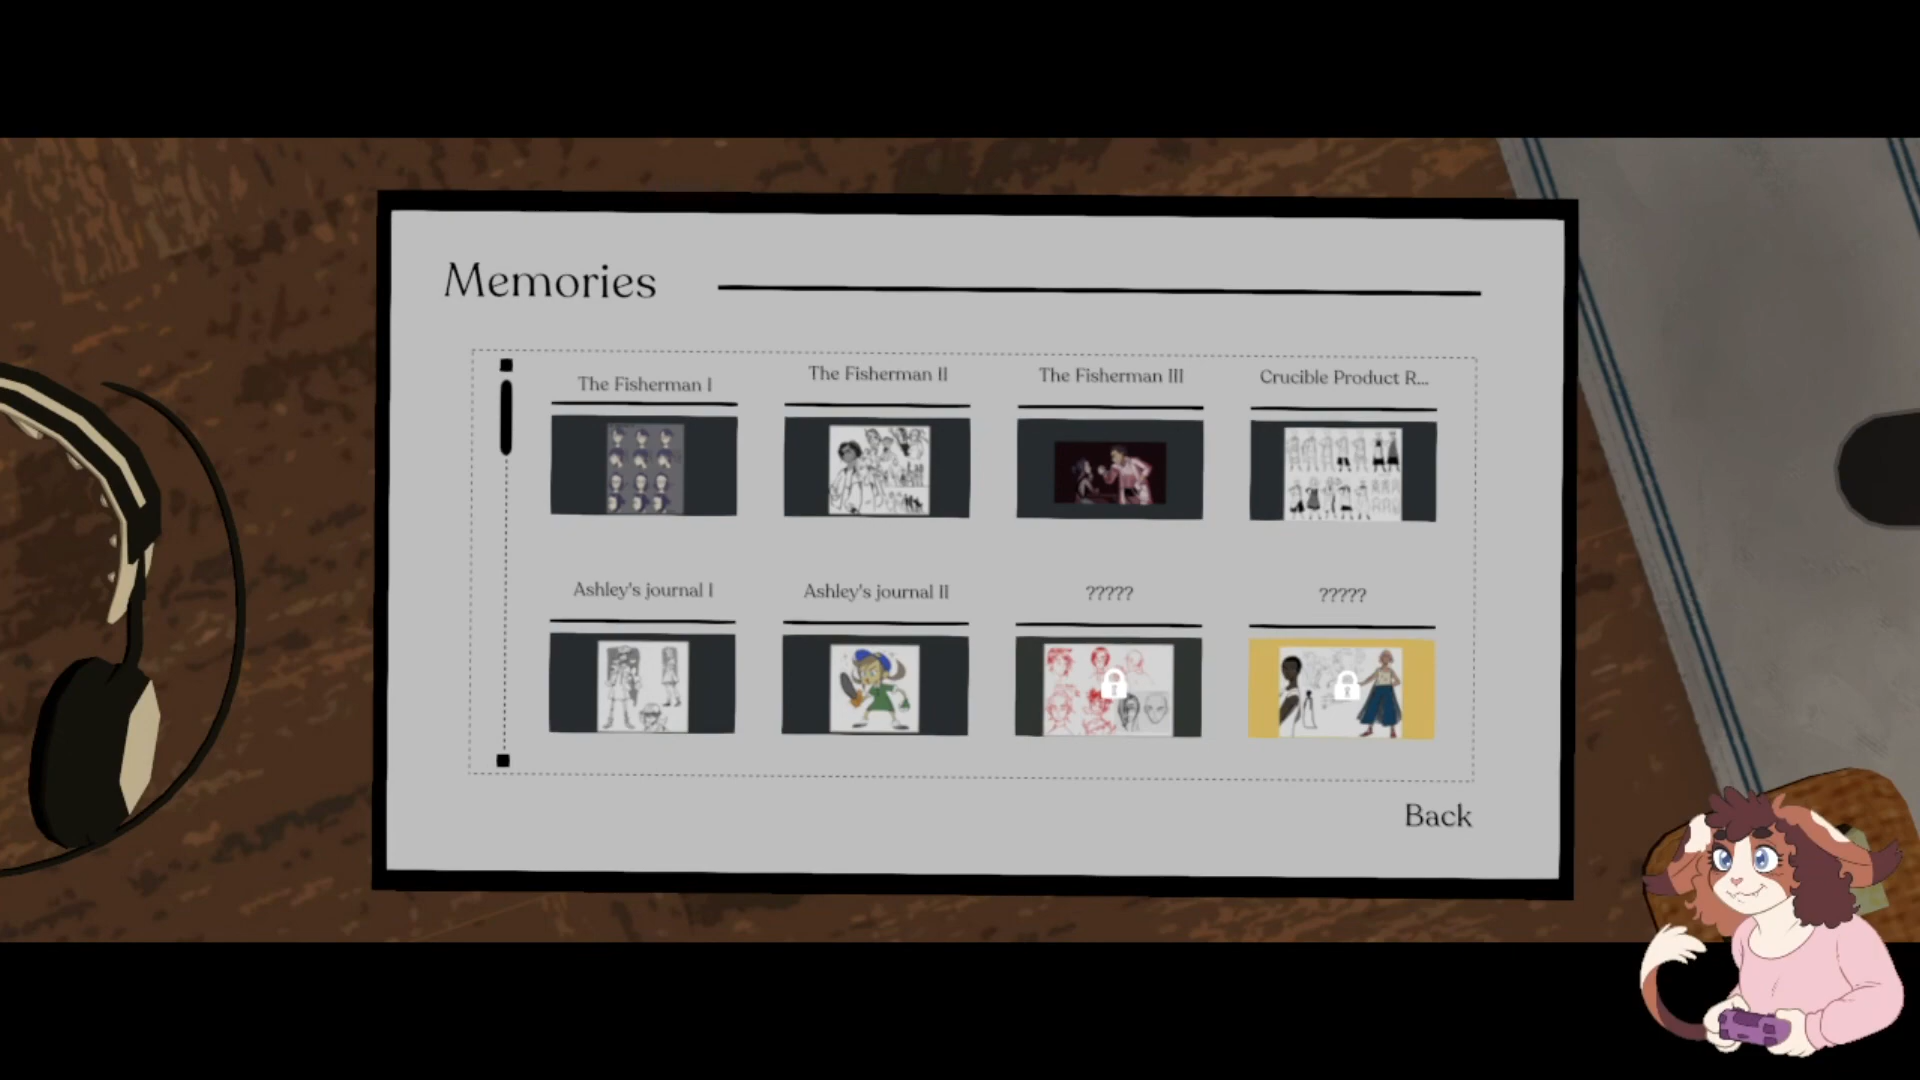 Memories
The Fisherman I
The Fisherman II
The Fisherman III
Crucible Product R...
Ashley's journal I
Ashley's journal II
?????
?????
Back